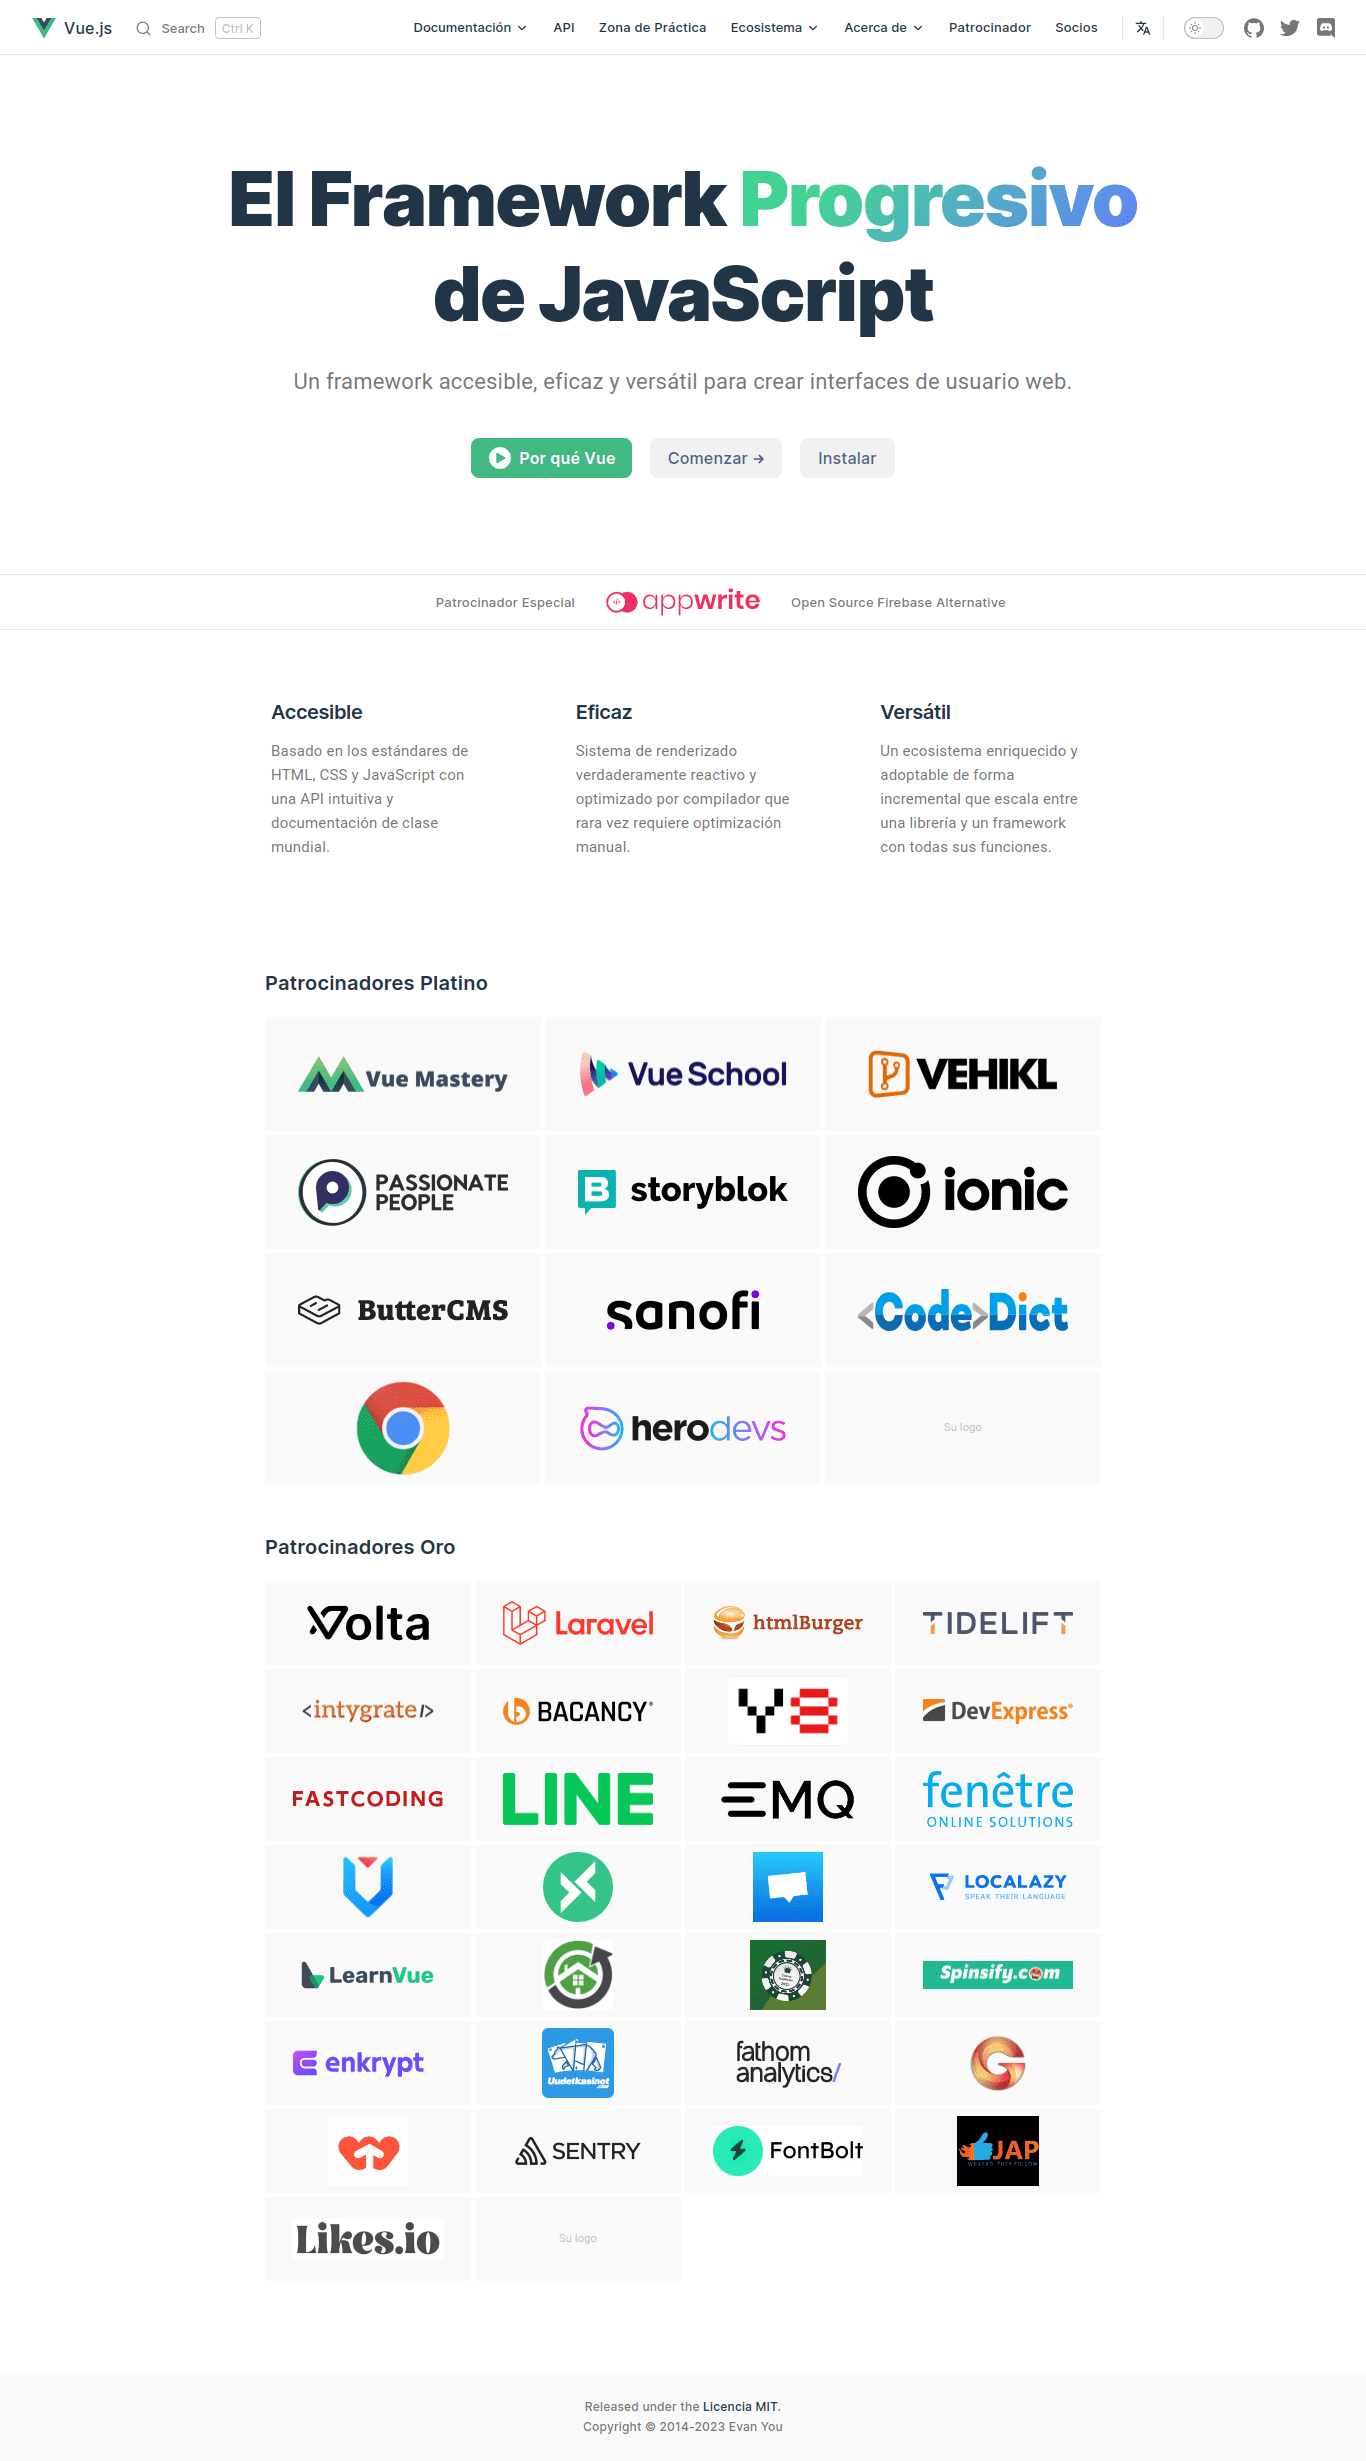 Vue.js Search Ctrl K Documentación API Zona de Práctica Ecosistema Acerca de Patrocinador Socios
El Framework Progresivo
de JavaScript
Un framework accesible, eficaz y versátil para crear interfaces de usuario web.
Por qué Vue Comenzar → Instalar
Patrocinador Especial appwrite Open Source Firebase Alternative
Accesible
Basado en los estándares de
HTML, CSS y JavaScript con
una API intuitiva y
documentación de clase
mundial.
Eficaz
Sistema de renderizado
verdaderamente reactivo y
optimizado por compilador que
rara vez requiere optimización
manual.
Versátil
Un ecosistema enriquecido y
adoptable de forma
incremental que escala entre
una librería y un framework
con todas sus funciones.
Patrocinadores Platino
Vue Mastery Vue School VEHIKL
PASSIONATE
PEOPLE
storyblok ionic
ButterCMS sanofi <Code>Dict
herodevs Su logo
Patrocinadores Oro
Volta Laravel htmlBurger TIDELIFT
<intygrate/> BACANCY® Y8 DevExpress®
FASTCODING LINE EMQ fenêtre
ONLINE SOLUTIONS
LOCALAZY
SPEAK THEIR LANGUAGE
LearnVue Spinsify.com
enkrypt Uudetkasinot
.COM
fathom
analytics/
G
SENTRY FontBolt JAP
WE LEAD THEY FOLLOW
Likes.io Su logo
Released under the Licencia MIT.
Copyright © 2014-2023 Evan You